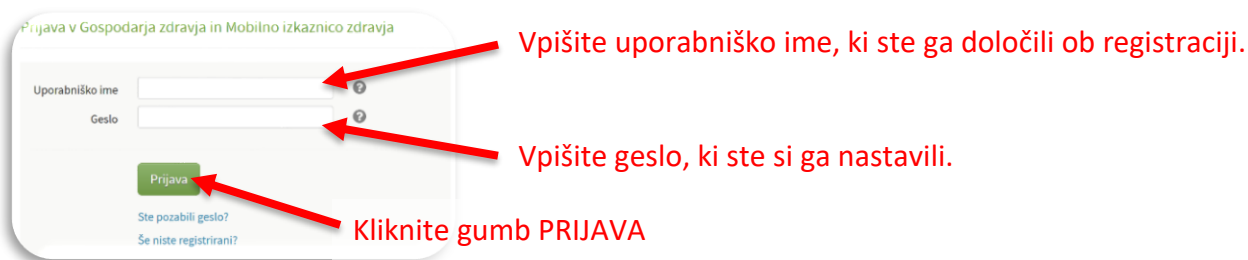 Prijava v Gospodarja zdravja in Mobilno izkaznico zdravja
Vpišite uporabniško ime, ki ste ga določili ob registraciji.
Uporabniško ime
Geslo
Vpišite geslo, ki ste si ga nastavili.
Prijava
Ste pozabili geslo?
Kliknite gumb PRIJAVA
Še niste registrirani?